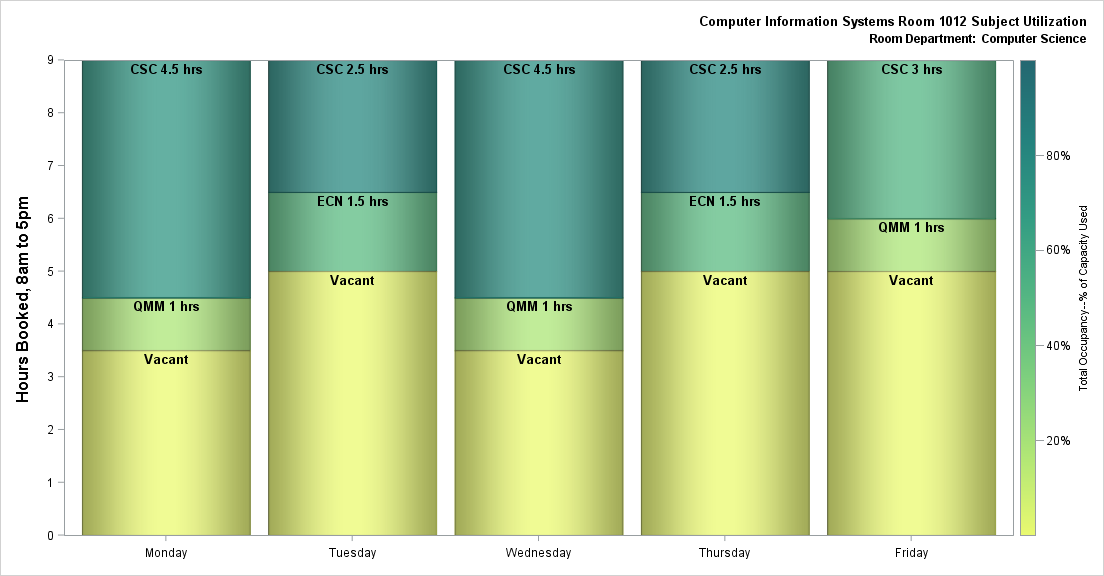 Computer Information Systems Room 1012 Subject Utilization
Room Department: Computer Science
Hours Booked, 8am to 5pm
9
8
7
6
5
4
3
2
1
0
CSC 4.5 hrs
QMM 1 hrs
Vacant
CSC 2.5 hrs
ECN 1.5 hrs
Vacant
CSC 4.5 hrs
QMM 1 hrs
Vacant
CSC 2.5 hrs
ECN 1.5 hrs
Vacant
CSC 3 hrs
QMM 1 hrs
Vacant
Monday
Tuesday
Wednesday
Thursday
Friday
80%
60%
40%
20%
Total Occupancy--% of Capacity Used